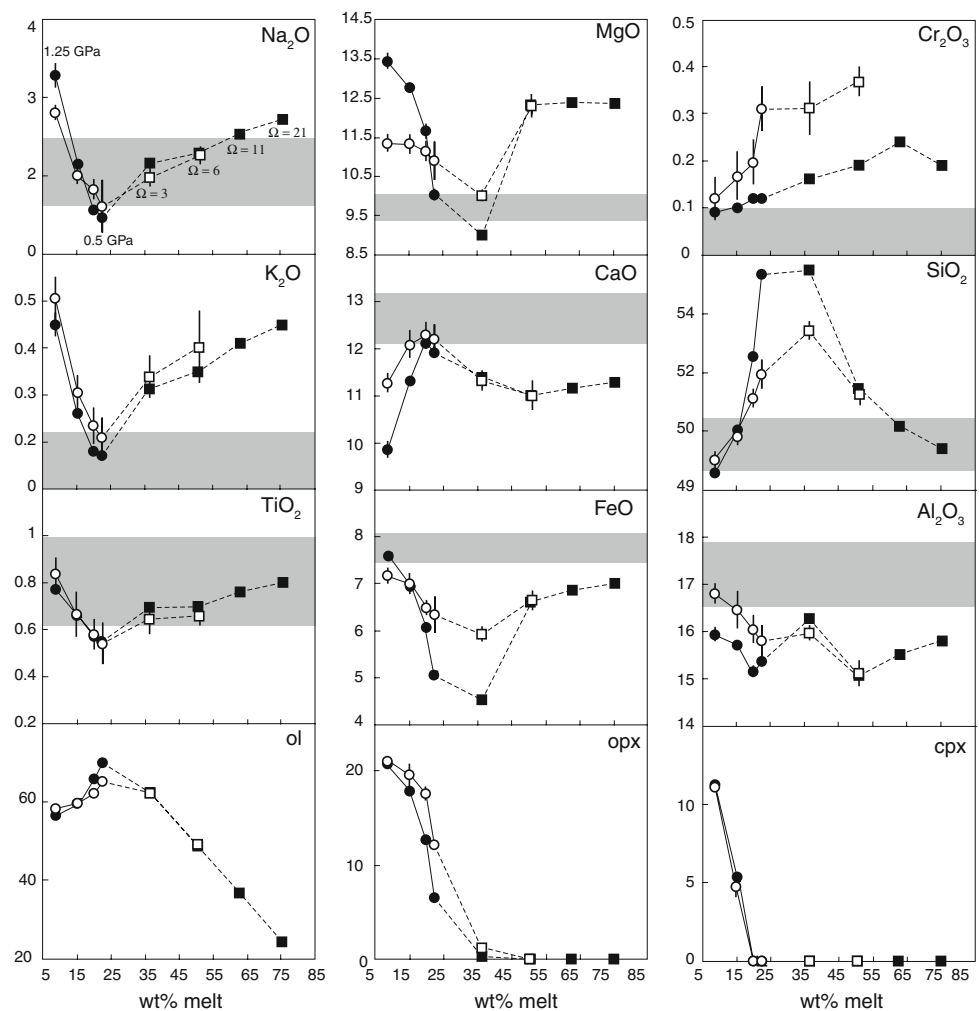 Na₂O
4
3
2
1
0
1.25 GPa
0.5 GPa
Ω = 3
Ω = 6
Ω = 11
Ω = 21
MgO
14.5
13.5
12.5
11.5
10.5
9.5
8.5
Cr₂O₃
0.5
0.4
0.3
0.2
0.1
0
K₂O
0.5
0.4
0.3
0.2
0.1
0
CaO
13
12
11
10
9
SiO₂
54
52
50
49
TiO₂
1
0.8
0.6
0.4
0.2
FeO
8
7
6
5
4
Al₂O₃
18
17
16
15
14
ol
60
40
20
5 15 25 35 45 55 65 75 85
wt% melt
opx
20
10
0
5 15 25 35 45 55 65 75 85
wt% melt
cpx
10
5
0
5 15 25 35 45 55 65 75 85
wt% melt